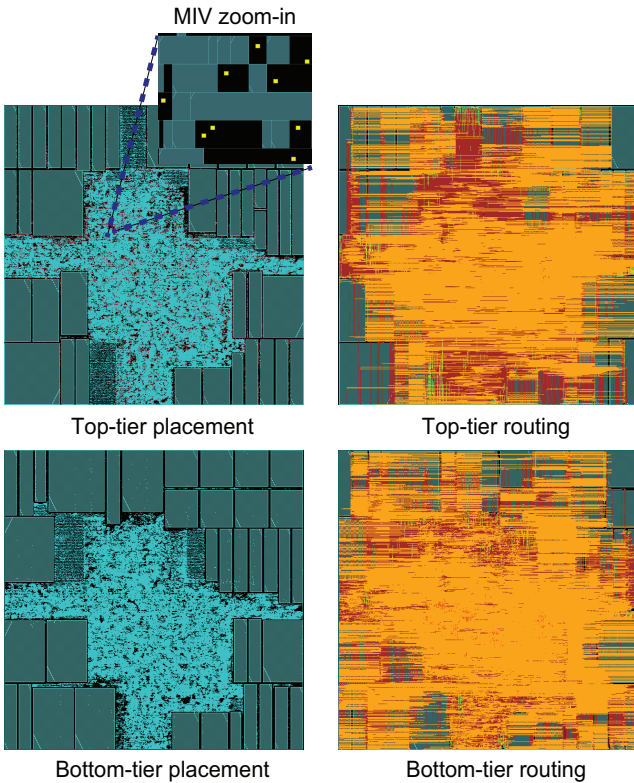 MIV zoom-in
Top-tier placement
Top-tier routing
Bottom-tier placement
Bottom-tier routing